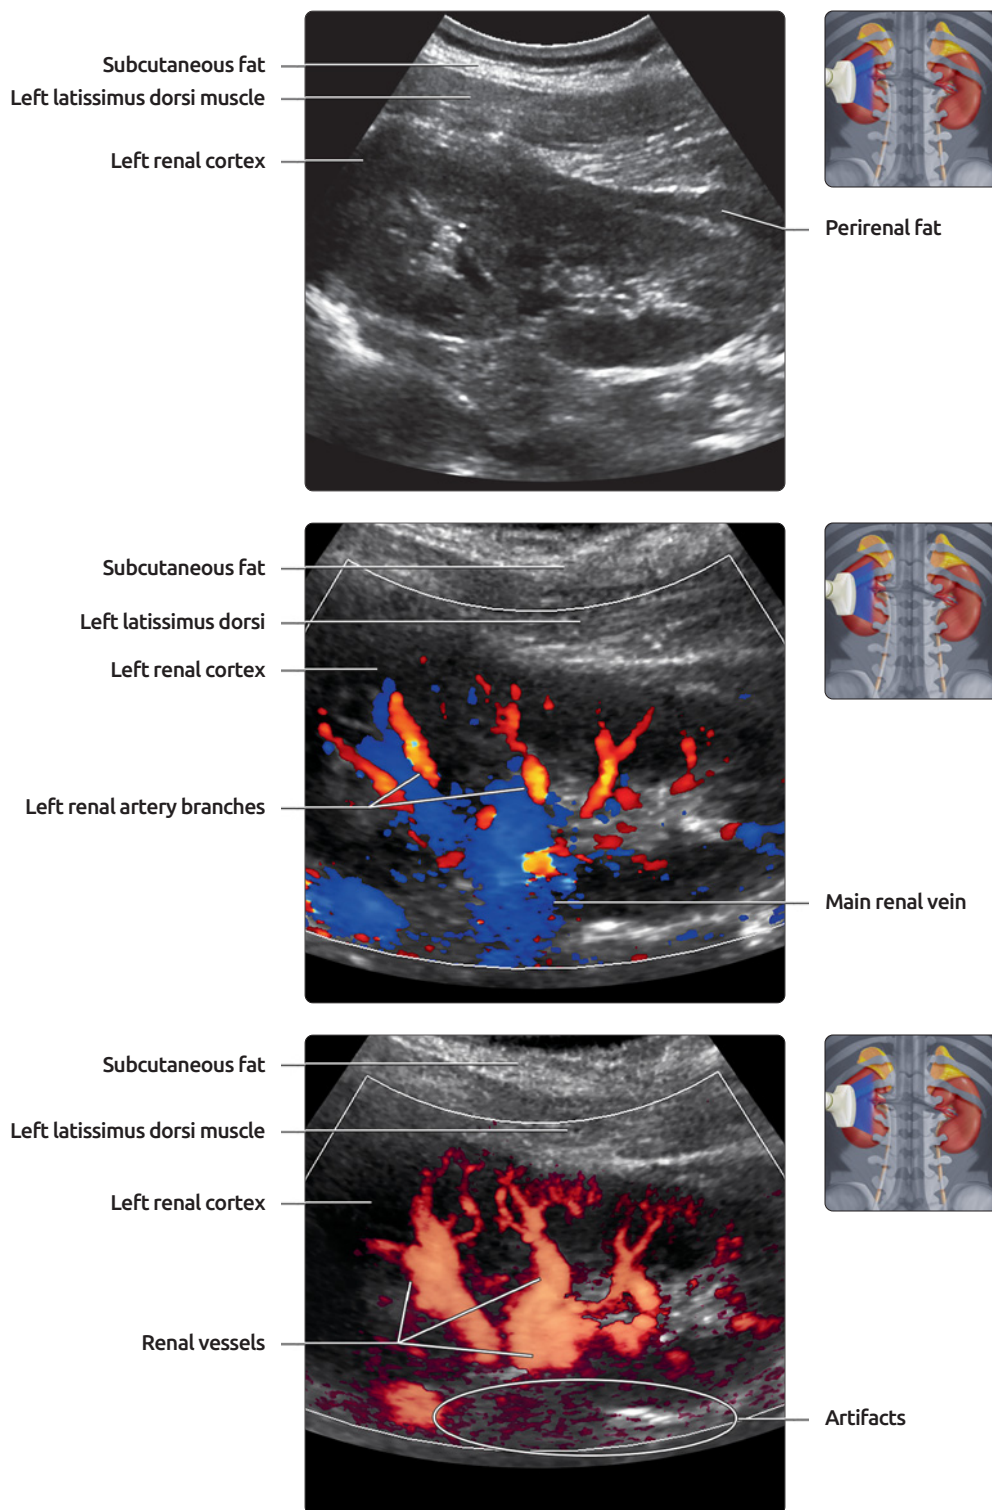 Subcutaneous fat
Left latissimus dorsi muscle
Left renal cortex
Perirenal fat
Subcutaneous fat
Left latissimus dorsi
Left renal cortex
Left renal artery branches
Main renal vein
Subcutaneous fat
Left latissimus dorsi muscle
Left renal cortex
Renal vessels
Artifacts